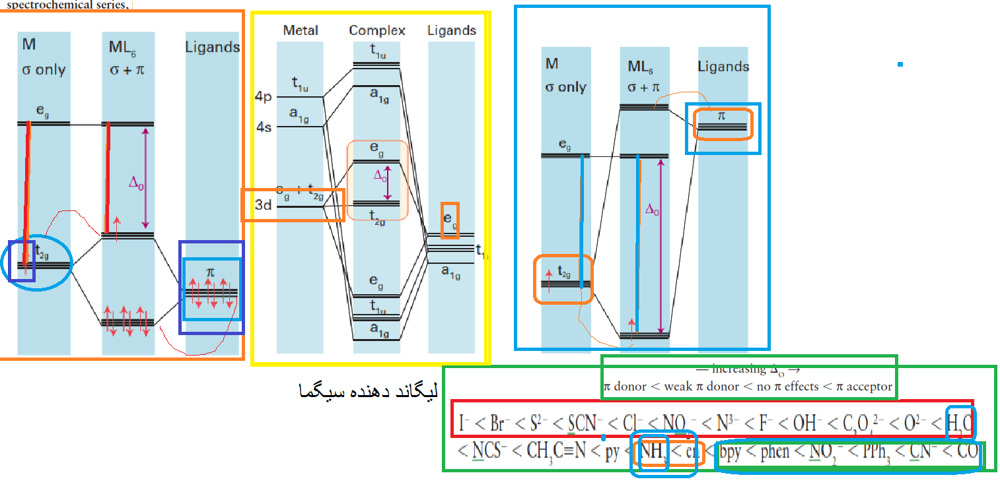 spectrochemical series,
M
ML6
Ligands
σ only
σ + π
eg
Δo
t2g
π
Metal
Complex
Ligands
t1u
t1u
4p
a1g
a1g
4s
eg
Δo
eg + t2g
3d
t2g
eg
t1u
a1g
eg
t1u
a1g
M
ML6
Ligands
σ only
σ + π
π
eg
Δo
t2g
لیگاند دهنده سیگما
— increasing ΔO →
π donor < weak π donor < no π effects < π acceptor
I⁻ < Br⁻ < S²⁻ < SCN⁻ < Cl⁻ < NO₂⁻ < N³⁻ < F⁻ < OH⁻ < C₂O₄²⁻ < O²⁻ < H₂O
< NCS⁻ < CH₃C≡N < py < NH₃ < en < bpy < phen < NO₂⁻ < PPh₃ < CN⁻ < CO